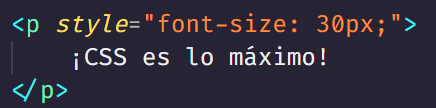 <p style="font-size: 30px;">
¡CSS es lo máximo!
</p>